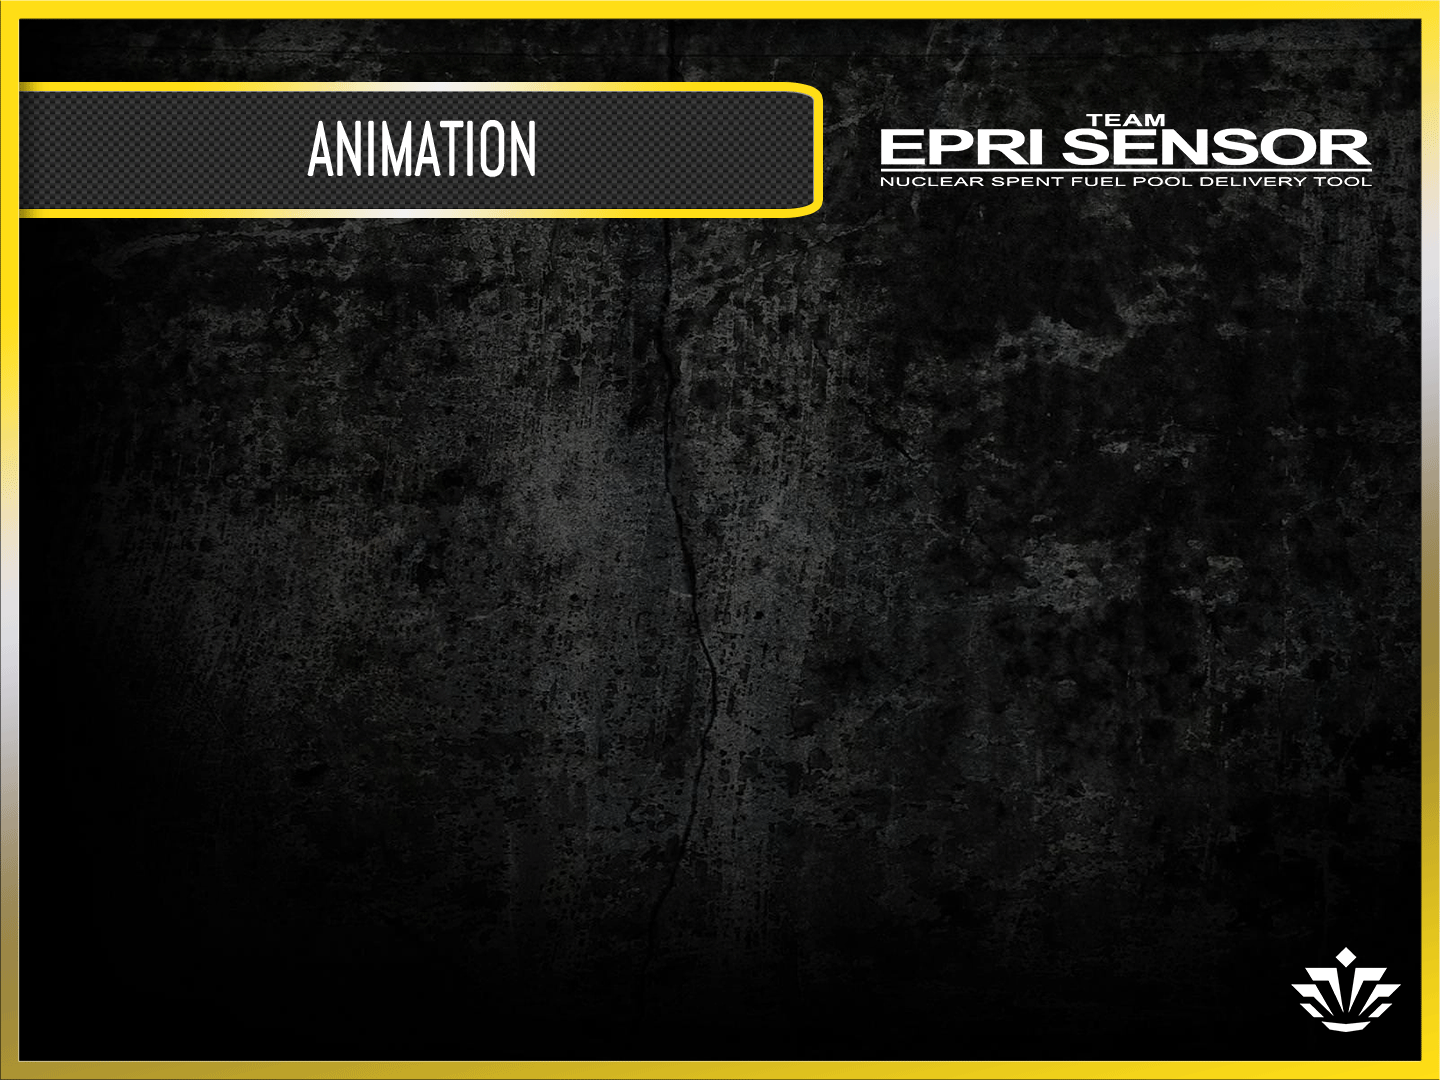 ANIMATION
TEAM
EPRI SENSOR
NUCLEAR SPENT FUEL POOL DELIVERY TOOL